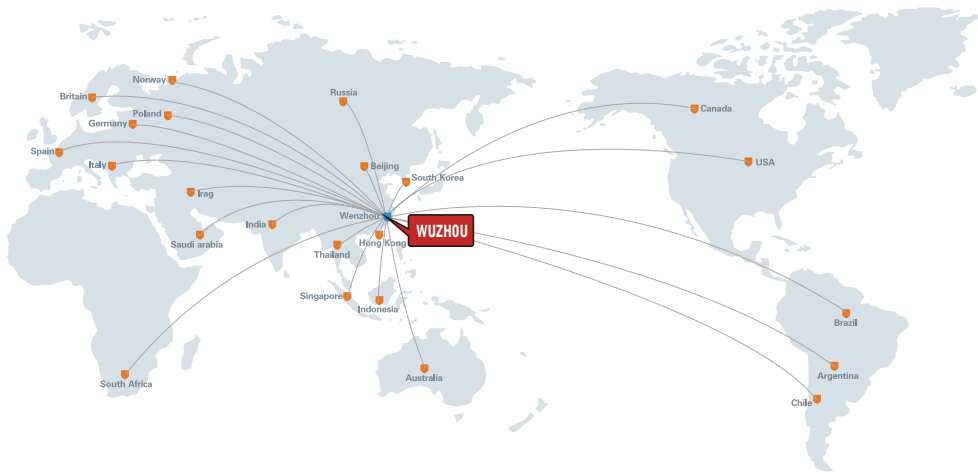 Norway
Britain
Russia
Canada
Poland
Germany
Spain
Italy
Beijing
USA
South Korea
Irag
Wenzhou
India
WUZHOU
Saudi arabia
Hong Kong
Thailand
Singapore
Indonesia
Brazil
Australia
Argentina
South Africa
Chile